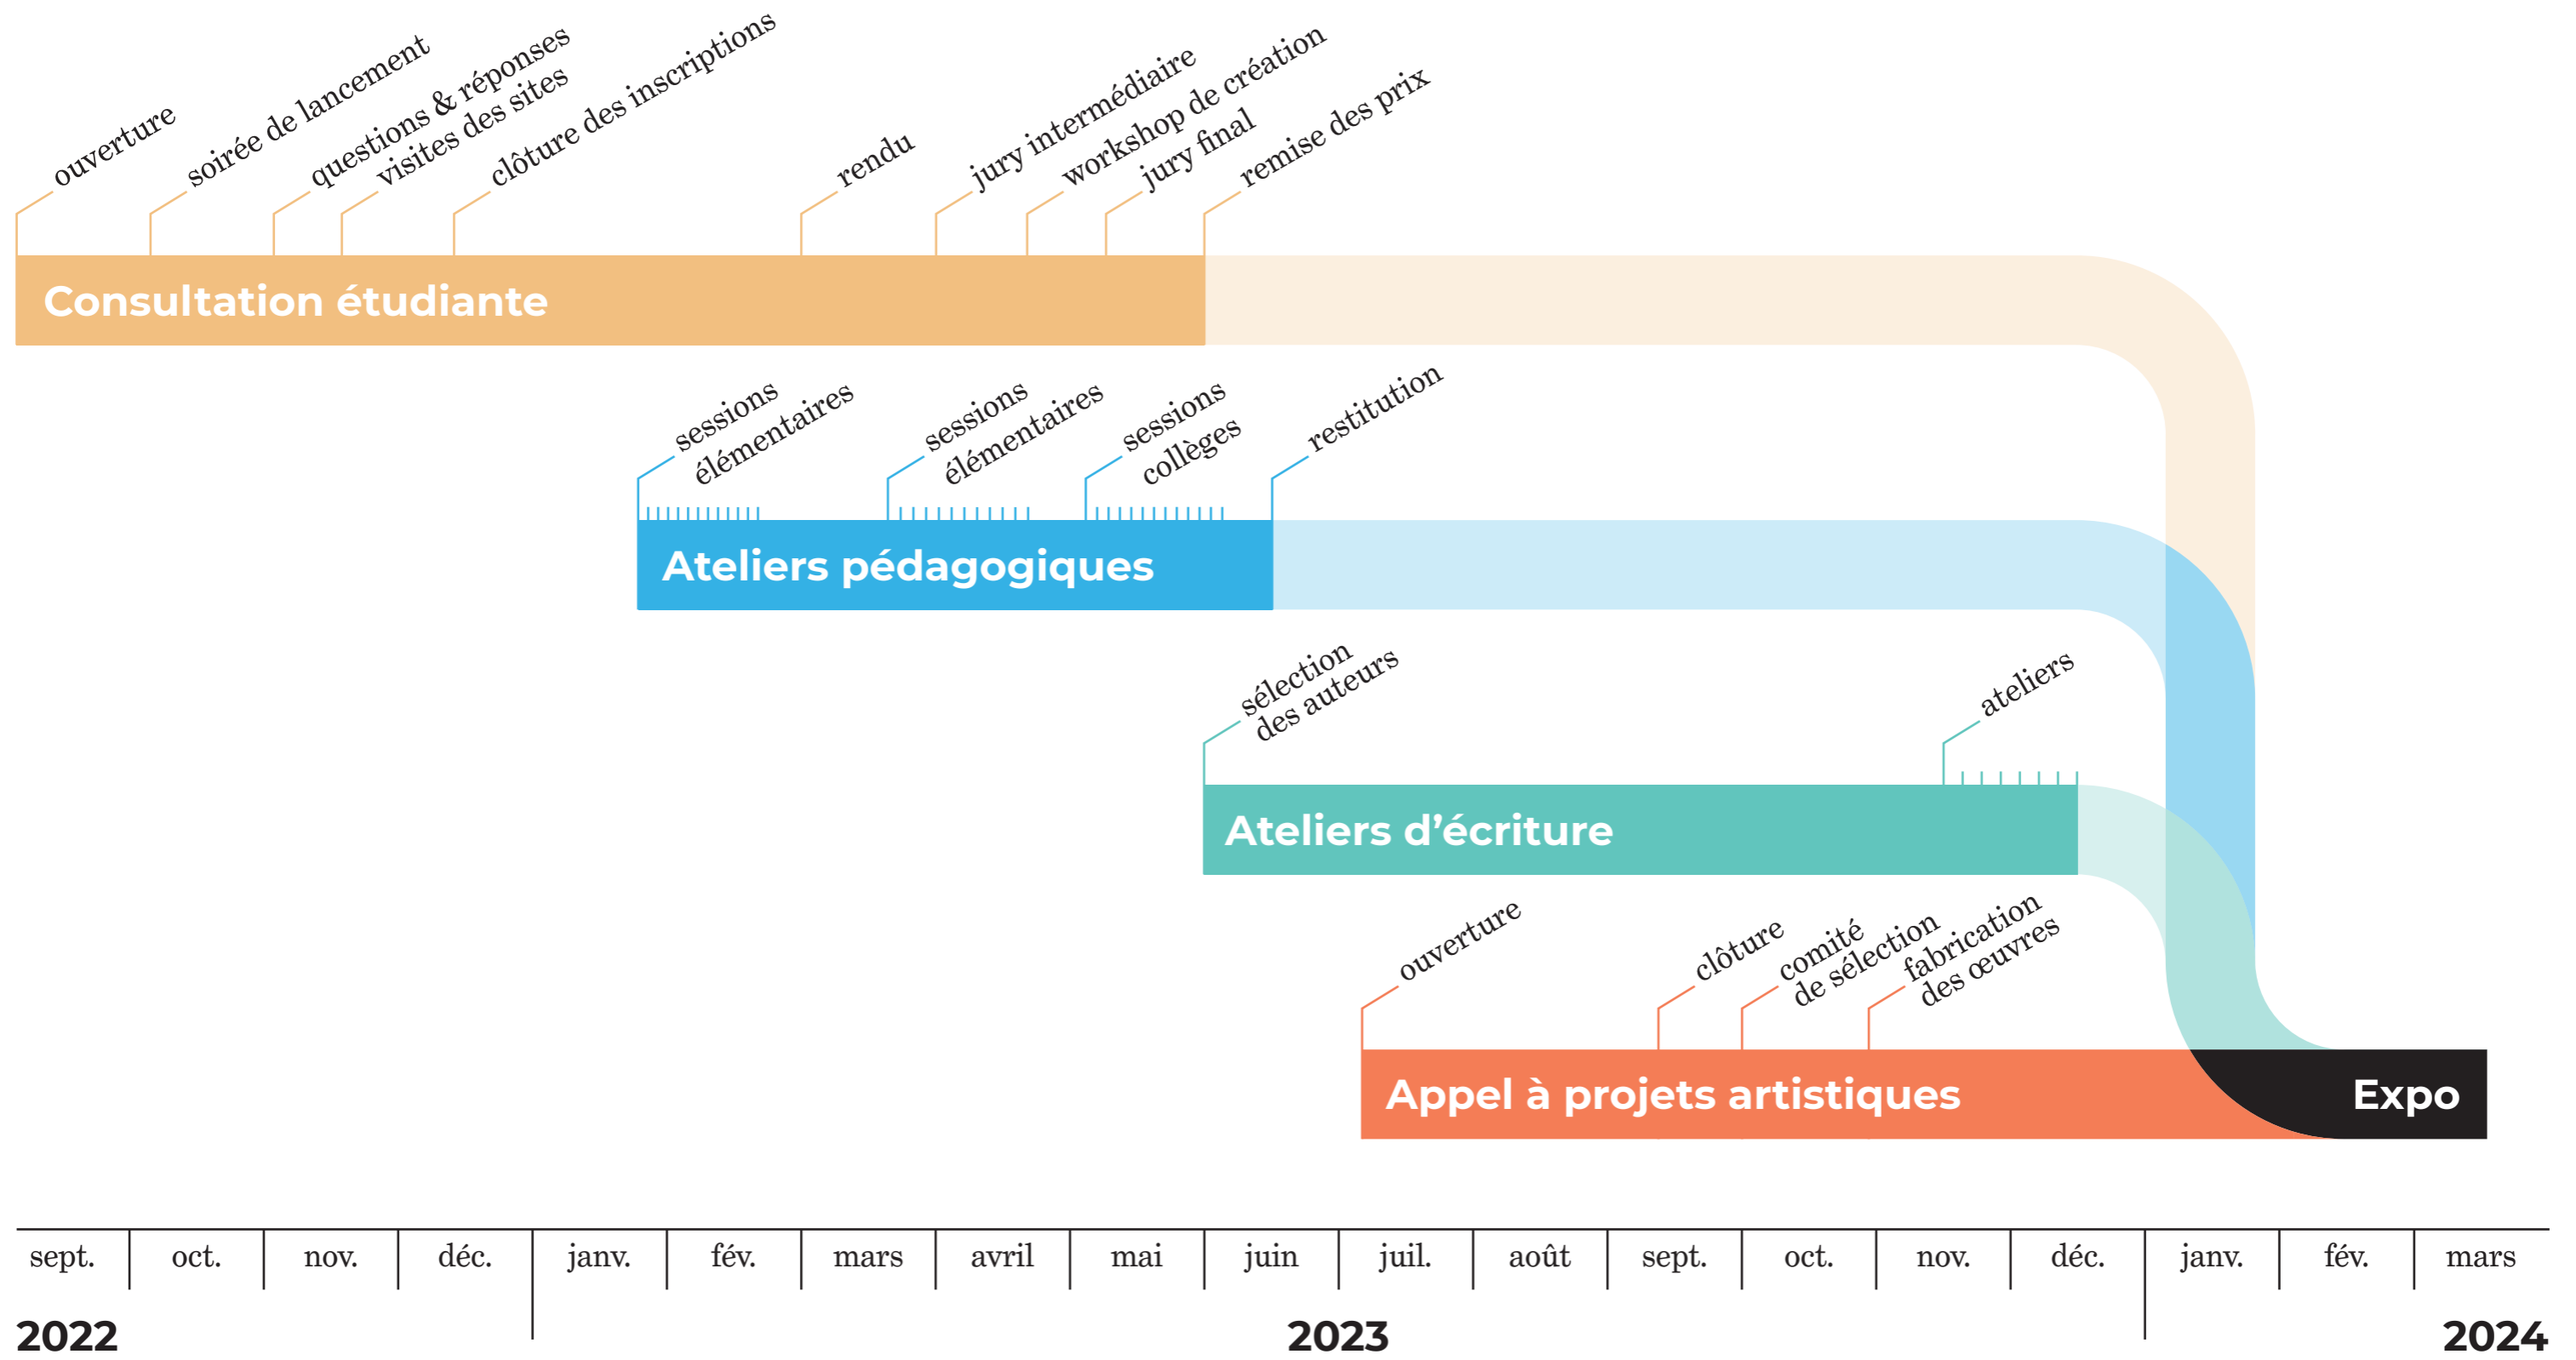 ouverture
soirée de lancement
questions & réponses
visites des sites
clôture des inscriptions
rendu
jury intermédiaire
workshop de création
jury final
remise des prix
Consultation étudiante
sessions
élémentaires
sessions
élémentaires
sessions
collèges
restitution
Ateliers pédagogiques
sélection
des auteurs
ateliers
Ateliers d’écriture
ouverture
clôture
comité
de sélection
fabrication
des œuvres
Appel à projets artistiques
Expo
sept. oct. nov. déc. janv. fév. mars avril mai juin juil. août sept. oct. nov. déc. janv. fév. mars
2022 2023 2024